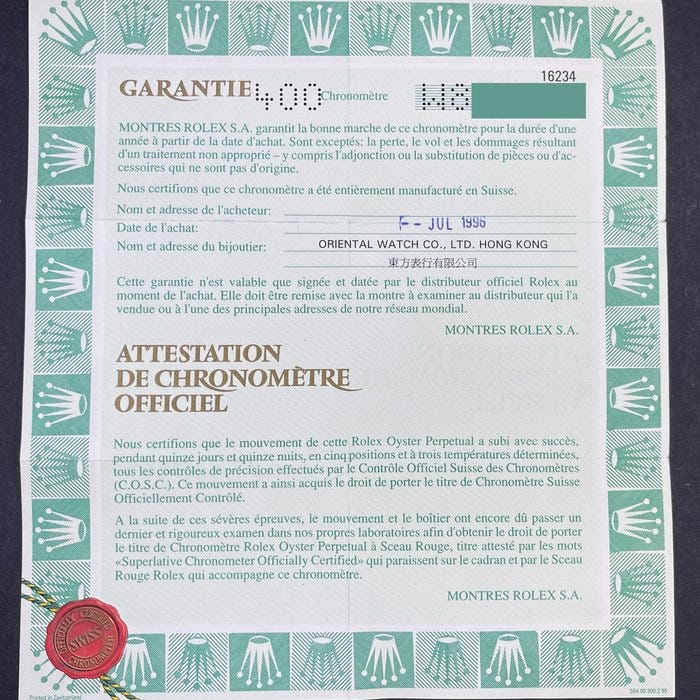 16234
GARANTIE 400 Chronomètre W8
MONTRES ROLEX S.A. garantit la bonne marche de ce chronomètre pour la durée d'une
année à partir de la date d'achat. Sont exceptés: la perte, le vol et les dommages résultant
d'un traitement non approprié – y compris l'adjonction ou la substitution de pièces ou d'ac-
cessoires qui ne sont pas d'origine.
Nous certifions que ce chronomètre a été entièrement manufacturé en Suisse.
Nom et adresse de l'acheteur:
Date de l'achat: - JUL 1996
Nom et adresse du bijoutier: ORIENTAL WATCH CO., LTD. HONG KONG
東方表行有限公司
Cette garantie n'est valable que signée et datée par le distributeur officiel Rolex au
moment de l'achat. Elle doit être remise avec la montre à examiner au distributeur qui l'a
vendue ou à l'une des principales adresses de notre réseau mondial.
MONTRES ROLEX S.A.
ATTESTATION
DE CHRONOMÈTRE
OFFICIEL
Nous certifions que le mouvement de cette Rolex Oyster Perpetual a subi avec succès,
pendant quinze jours et quinze nuits, en cinq positions et à trois températures déterminées,
tous les contrôles de précision effectués par le Contrôle Officiel Suisse des Chronomètres
(C.O.S.C.). Ce mouvement a ainsi acquis le droit de porter le titre de Chronomètre Suisse
Officiellement Contrôlé.
A la suite de ces sévères épreuves, le mouvement et le boîtier ont encore dû passer un
dernier et rigoureux examen dans nos propres laboratoires afin d'obtenir le droit de porter
le titre de Chronomètre Rolex Oyster Perpetual à Sceau Rouge, titre attesté par les mots
«Superlative Chronometer Officially Certified» qui paraissent sur le cadran et par le Sceau
Rouge Rolex qui accompagne ce chronomètre.
MONTRES ROLEX S.A.
OFFICIALLY CERTIFIED
SWISS
CHRONOMETER
Printed in Switzerland
564.00.300.2.95